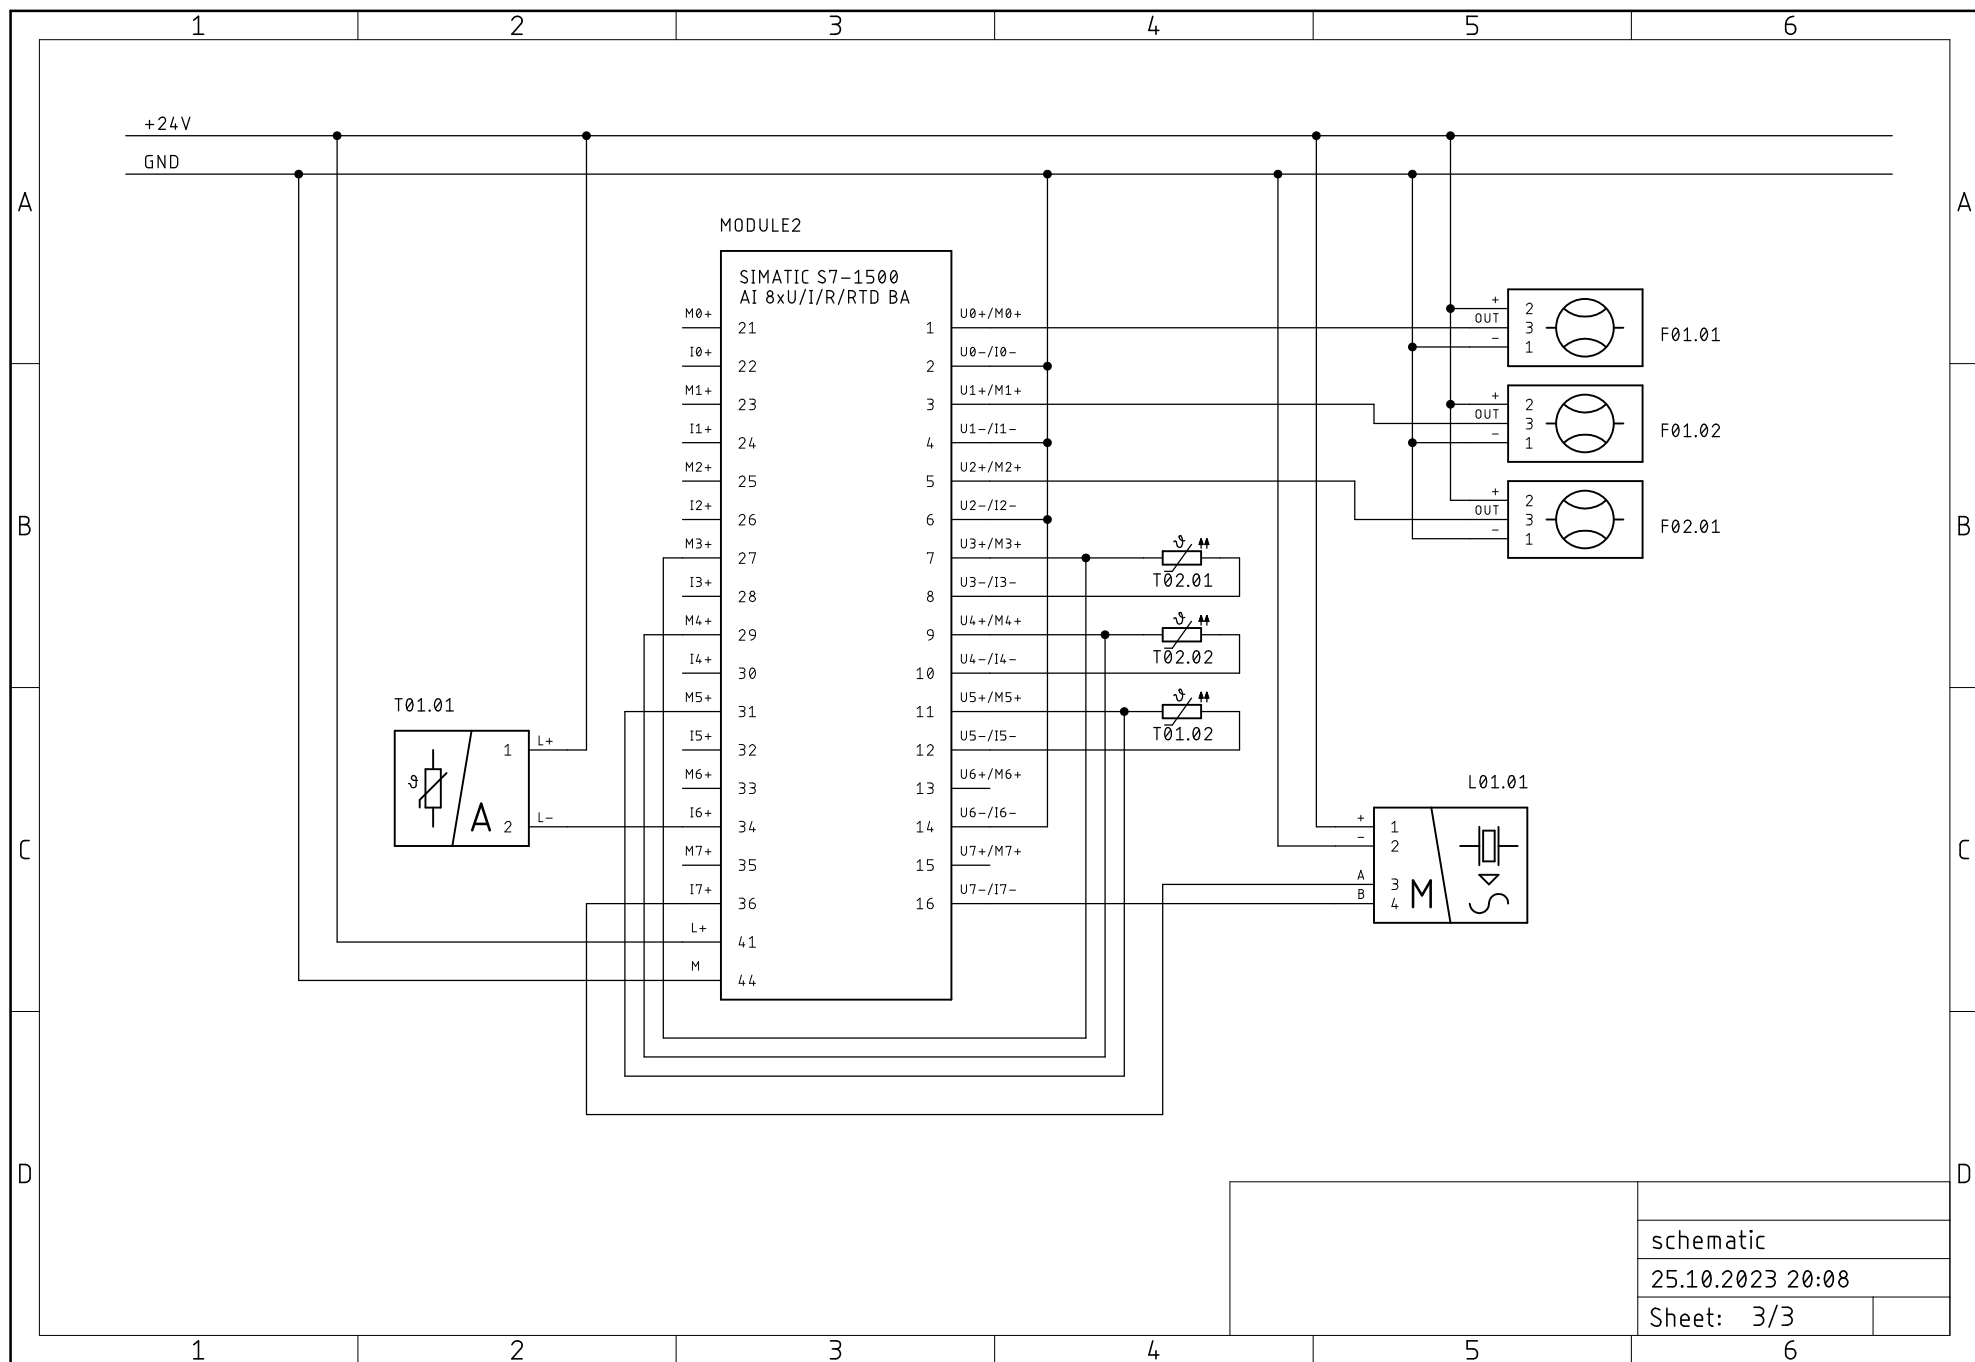 1 2 3 4 5 6
+24V
GND
A A
MODULE2
SIMATIC S7-1500
AI 8xU/I/R/RTD BA
M0+ U0+/M0+
21 1
I0+ U0-/I0-
22 2
M1+ U1+/M1+
23 3
I1+ U1-/I1-
24 4
M2+ U2+/M2+
25 5
I2+ U2-/I2-
26 6
M3+ U3+/M3+
27 7
I3+ U3-/I3-
28 8
M4+ U4+/M4+
29 9
I4+ U4-/I4-
30 10
M5+ U5+/M5+
31 11
I5+ U5-/I5-
32 12
M6+ U6+/M6+
33 13
I6+ U6-/I6-
34 14
M7+ U7+/M7+
35 15
I7+ U7-/I7-
36 16
L+
41
M
44
+ 2
OUT 3
- 1
F01.01
+ 2
OUT 3
- 1
F01.02
+ 2
OUT 3
- 1
F02.01
B B
ϑ
T02.01
ϑ
T02.02
ϑ
T01.02
T01.01
1 L+
ϑ
A 2 L-
L01.01
+ 1
- 2
A 3
B 4
M
C C
D D
schematic
25.10.2023 20:08
Sheet: 3/3
1 2 3 4 5 6